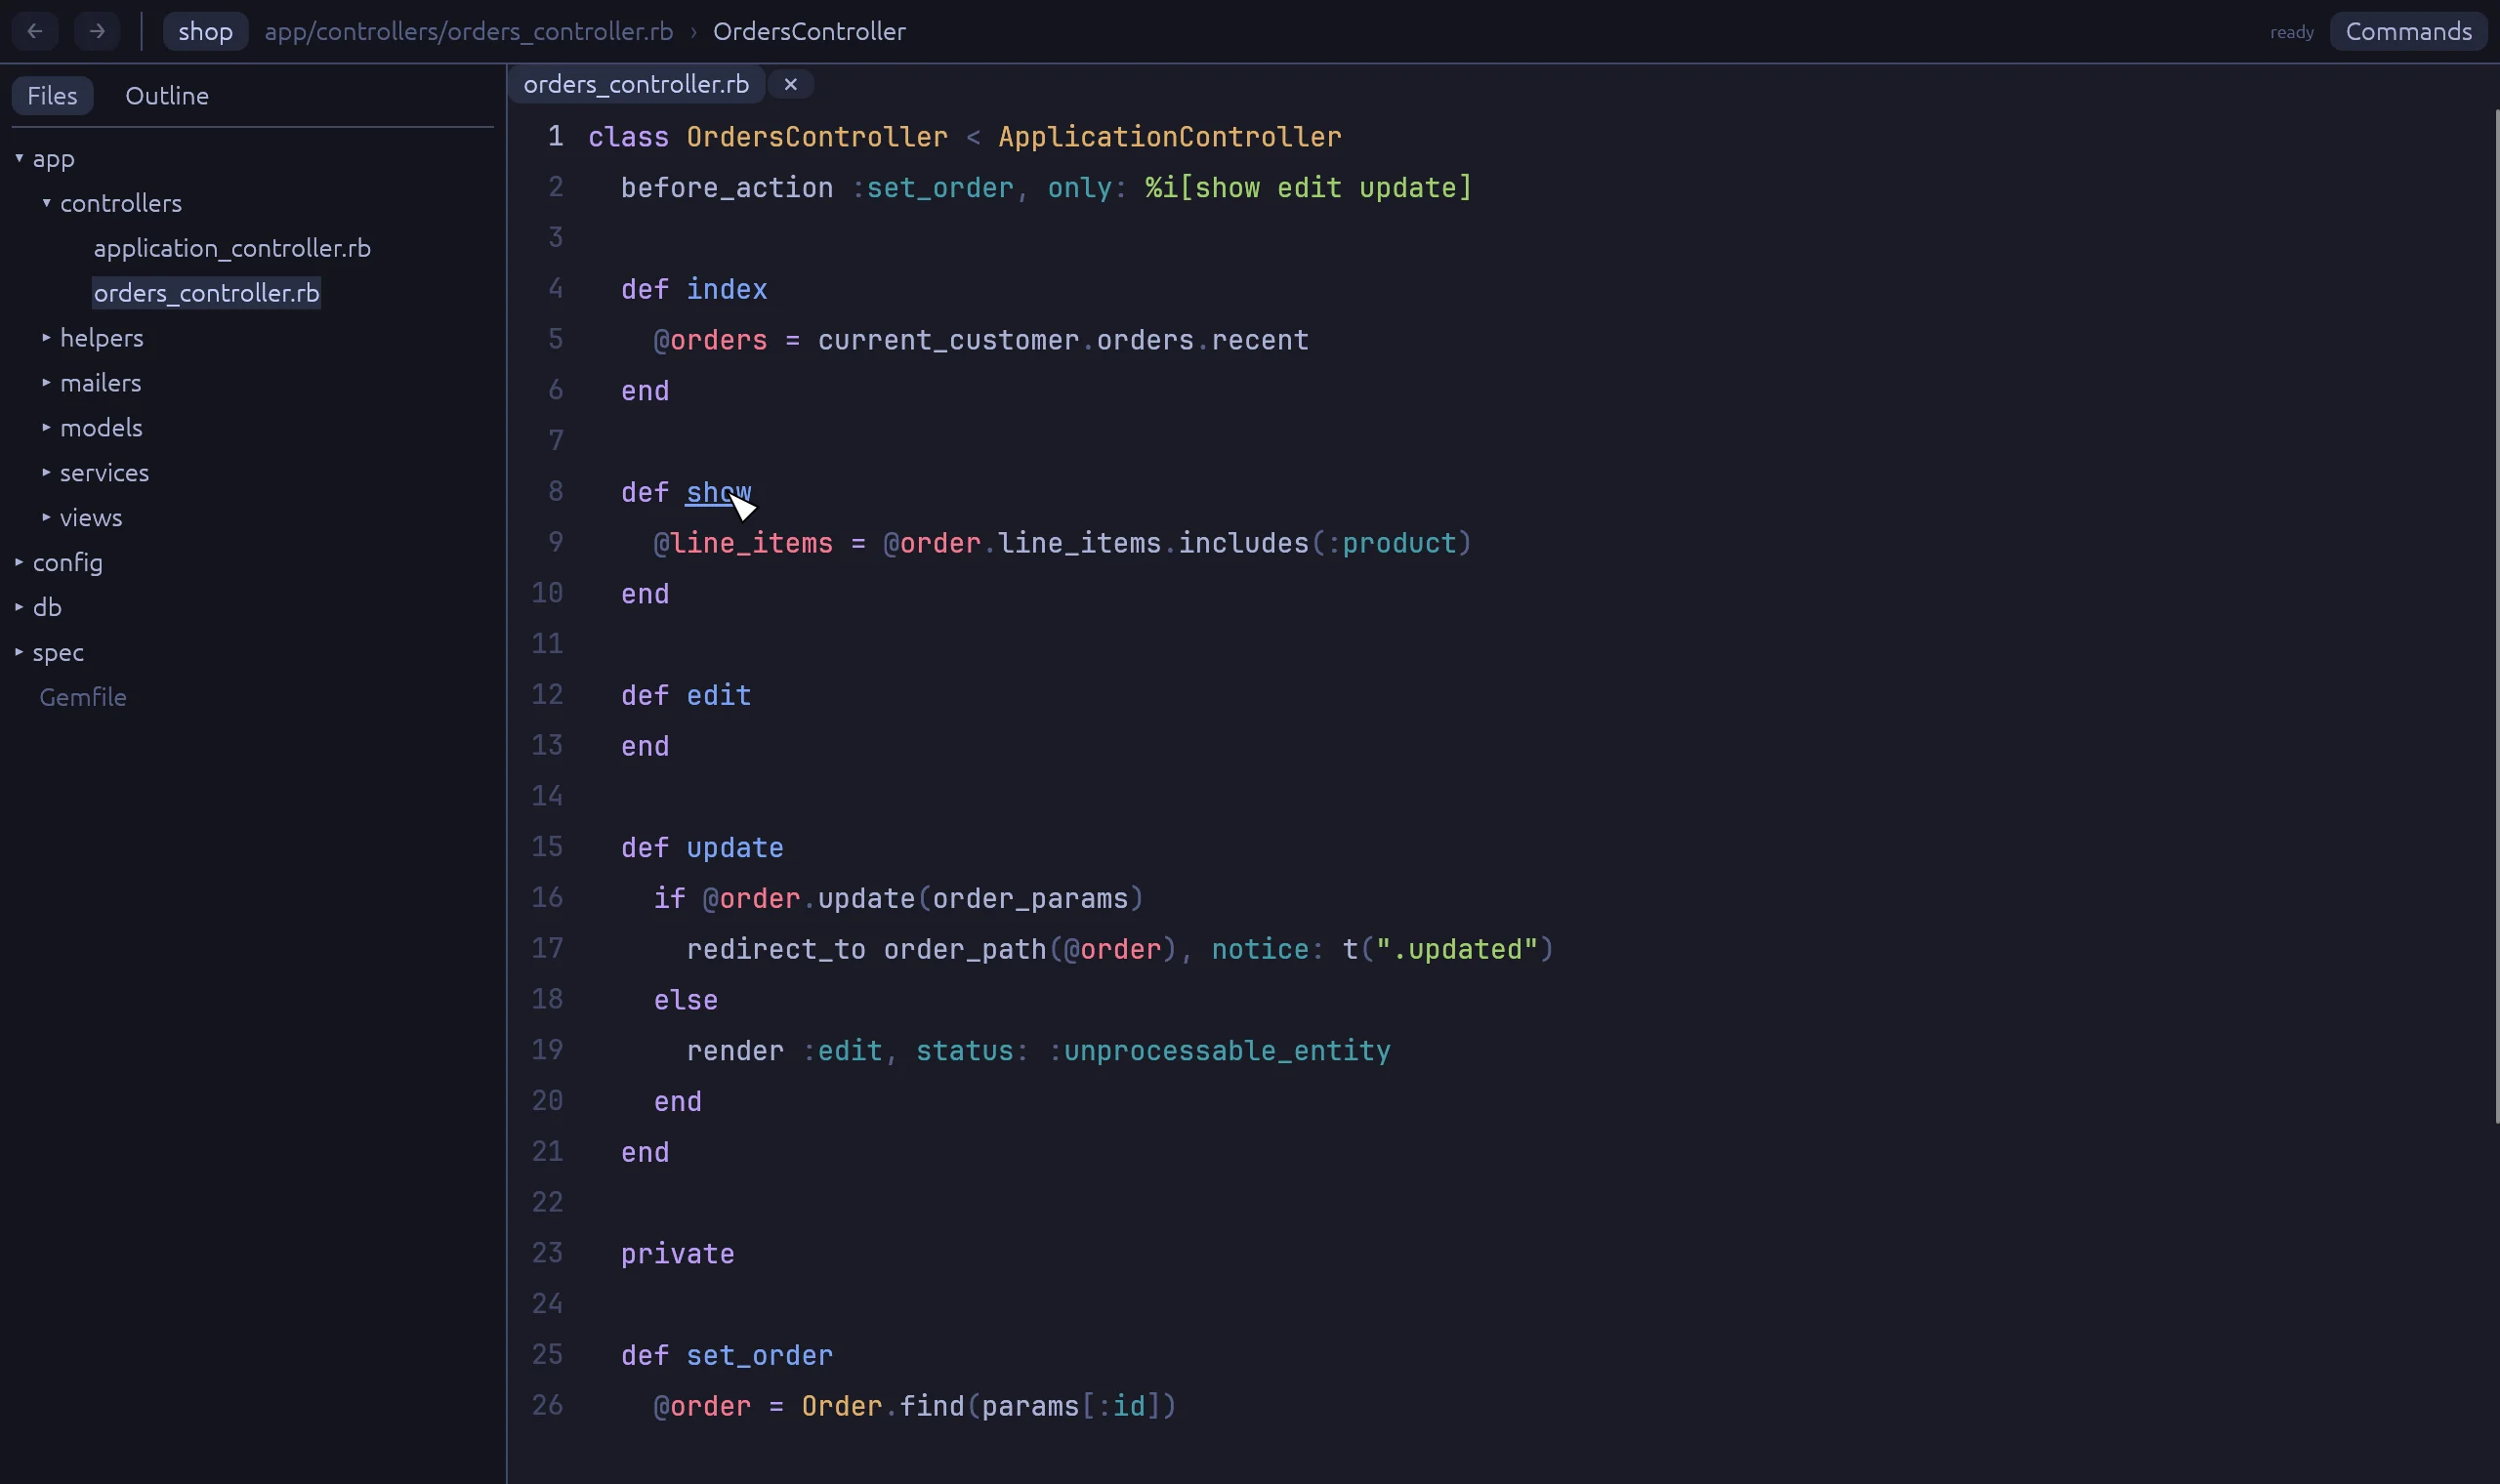 ← → shop app/controllers/orders_controller.rb › OrdersController ready Commands
Files Outline
▾ app
▾ controllers
application_controller.rb
orders_controller.rb
▸ helpers
▸ mailers
▸ models
▸ services
▸ views
▸ config
▸ db
▸ spec
Gemfile
orders_controller.rb ×
1 class OrdersController < ApplicationController
2   before_action :set_order, only: %i[show edit update]
3
4   def index
5     @orders = current_customer.orders.recent
6   end
7
8   def show
9     @line_items = @order.line_items.includes(:product)
10   end
11
12   def edit
13   end
14
15   def update
16     if @order.update(order_params)
17       redirect_to order_path(@order), notice: t(".updated")
18     else
19       render :edit, status: :unprocessable_entity
20     end
21   end
22
23   private
24
25   def set_order
26     @order = Order.find(params[:id])